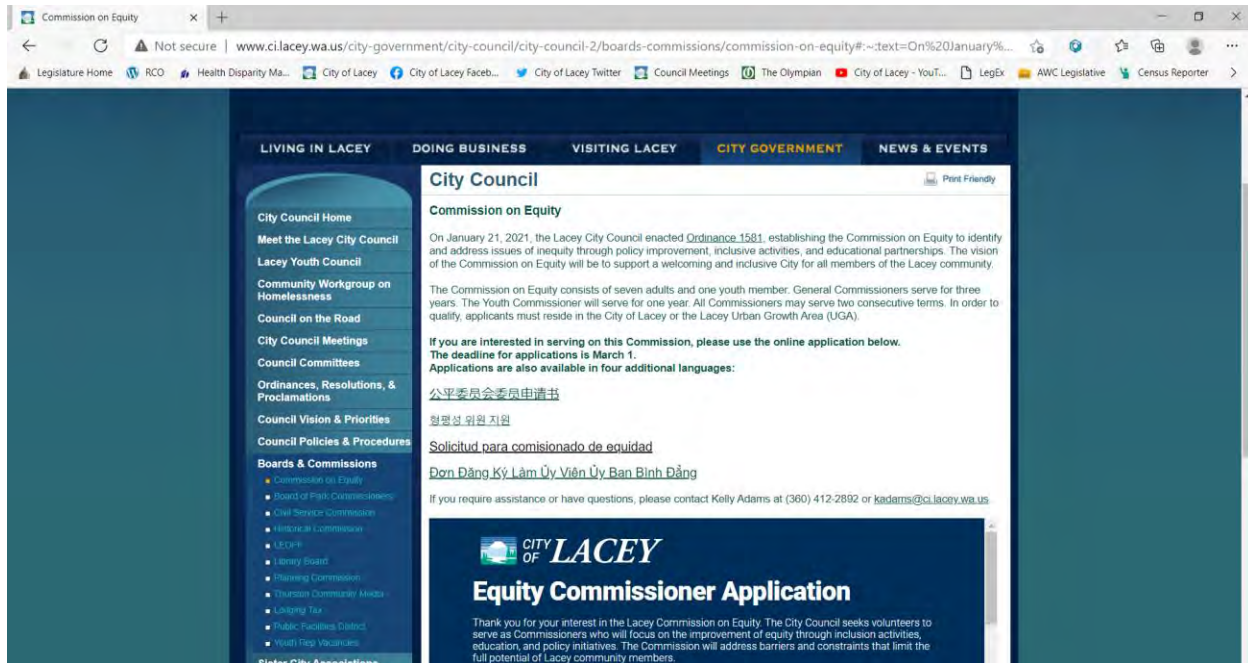 Commission on Equity
Not secure | www.ci.lacey.wa.us/city-government/city-council/city-council-2/boards-commissions/commission-on-equity#:~:text=On%20January%...
Legislature Home RCO Health Disparity Ma... City of Lacey City of Lacey Faceb... City of Lacey Twitter Council Meetings The Olympian City of Lacey - YouT... LegEx AWC Legislative Census Reporter
LIVING IN LACEY DOING BUSINESS VISITING LACEY CITY GOVERNMENT NEWS & EVENTS
City Council Home
Meet the Lacey City Council
Lacey Youth Council
Community Workgroup on
Homelessness
Council on the Road
City Council Meetings
Council Committees
Ordinances, Resolutions, &
Proclamations
Council Vision & Priorities
Council Policies & Procedures
Boards & Commissions
Commission on Equity
Board of Park Commissioners
Civil Service Commission
Historical Commission
LEOFF
Library Board
Planning Commission
Thurston Community Media
Lodging Tax
Public Facilities District
Youth Rep Vacancies
Sister City Associations
City Council
Print Friendly
Commission on Equity
On January 21, 2021, the Lacey City Council enacted Ordinance 1581, establishing the Commission on Equity to identify
and address issues of inequity through policy improvement, inclusive activities, and educational partnerships. The vision
of the Commission on Equity will be to support a welcoming and inclusive City for all members of the Lacey community.
The Commission on Equity consists of seven adults and one youth member. General Commissioners serve for three
years. The Youth Commissioner will serve for one year. All Commissioners may serve two consecutive terms. In order to
qualify, applicants must reside in the City of Lacey or the Lacey Urban Growth Area (UGA).
If you are interested in serving on this Commission, please use the online application below.
The deadline for applications is March 1.
Applications are also available in four additional languages:
公平委员会委员申请书
형평성 위원 지원
Solicitud para comisionado de equidad
Đơn Đăng Ký Làm Ủy Viên Ủy Ban Bình Đẳng
If you require assistance or have questions, please contact Kelly Adams at (360) 412-2892 or kadams@ci.lacey.wa.us
CITY OF LACEY
Equity Commissioner Application
Thank you for your interest in the Lacey Commission on Equity. The City Council seeks volunteers to
serve as Commissioners who will focus on the improvement of equity through inclusion activities,
education, and policy initiatives. The Commission will address barriers and constraints that limit the
full potential of Lacey community members.